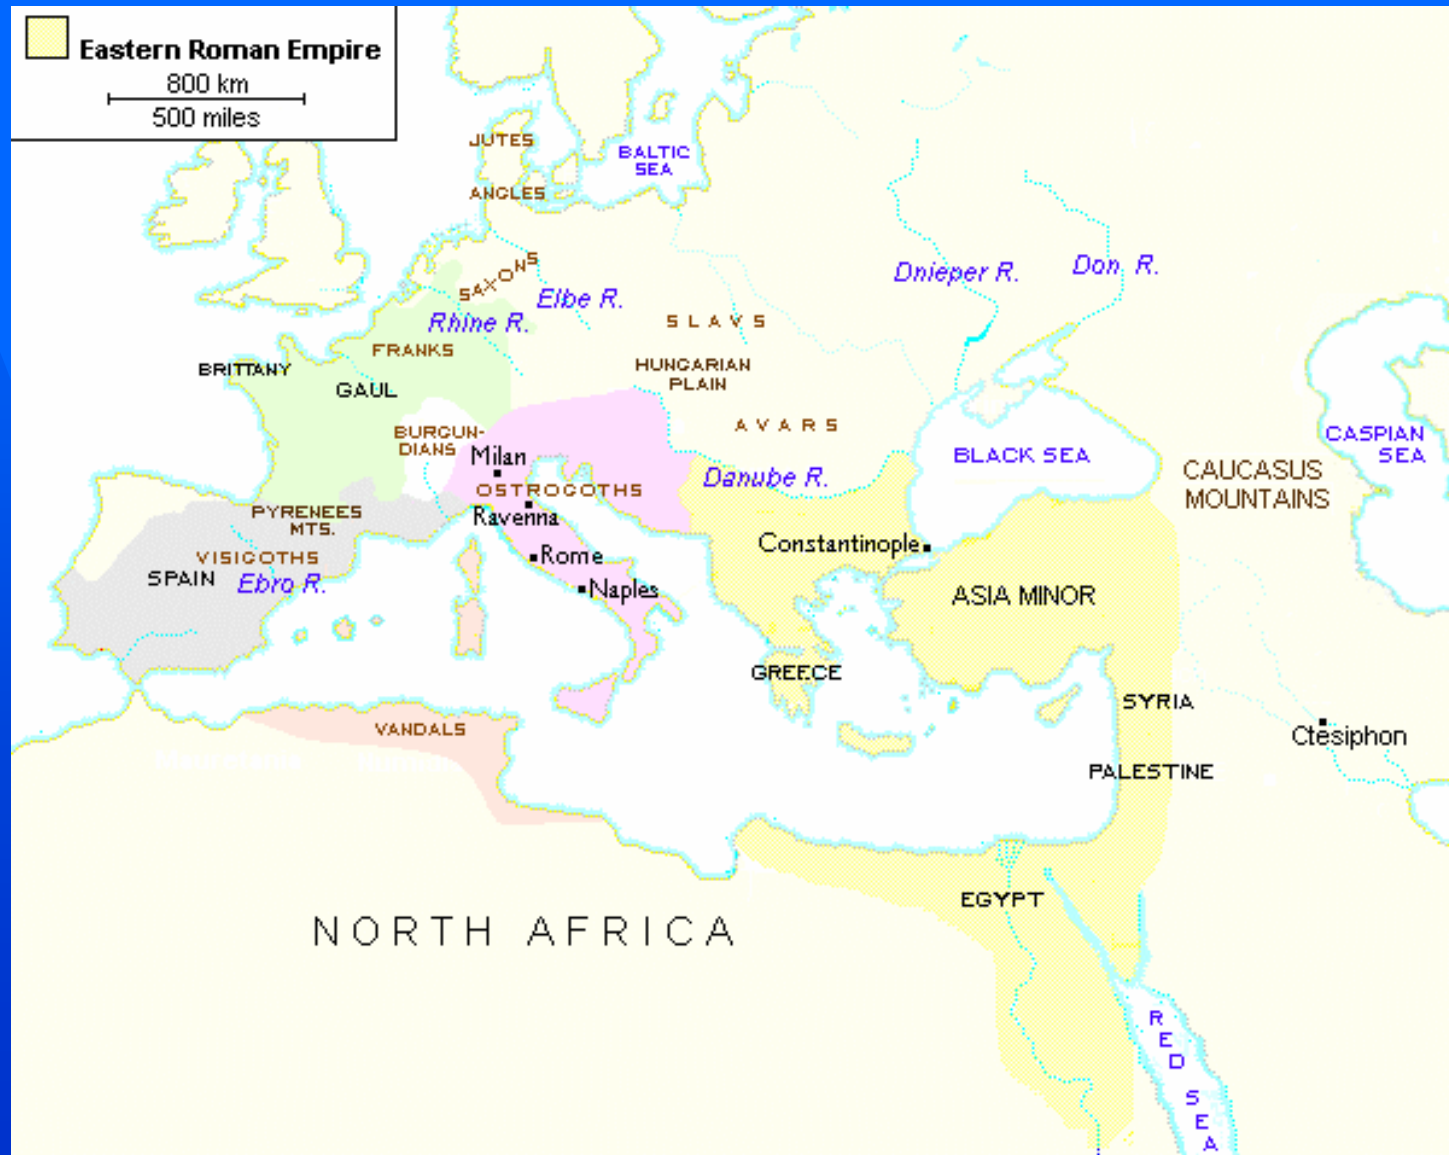 Eastern Roman Empire
800 km
500 miles
JUTES
BALTIC
SEA
ANGLES
SAXONS
Elbe R.
Dnieper R.
Don R.
Rhine R.
SLAVS
FRANKS
BRITTANY
GAUL
HUNGARIAN
PLAIN
BURGUN-
DIANS
AVARS
Milan
BLACK SEA
CASPIAN
SEA
Danube R.
CAUCASUS
MOUNTAINS
OSTROGOTHS
PYRENEES
MTS.
Ravenna
Constantinople
VISIGOTHS
Rome
SPAIN
Ebro R.
Naples
ASIA MINOR
GREECE
SYRIA
VANDALS
Ctesiphon
PALESTINE
EGYPT
NORTH AFRICA
RED SEA